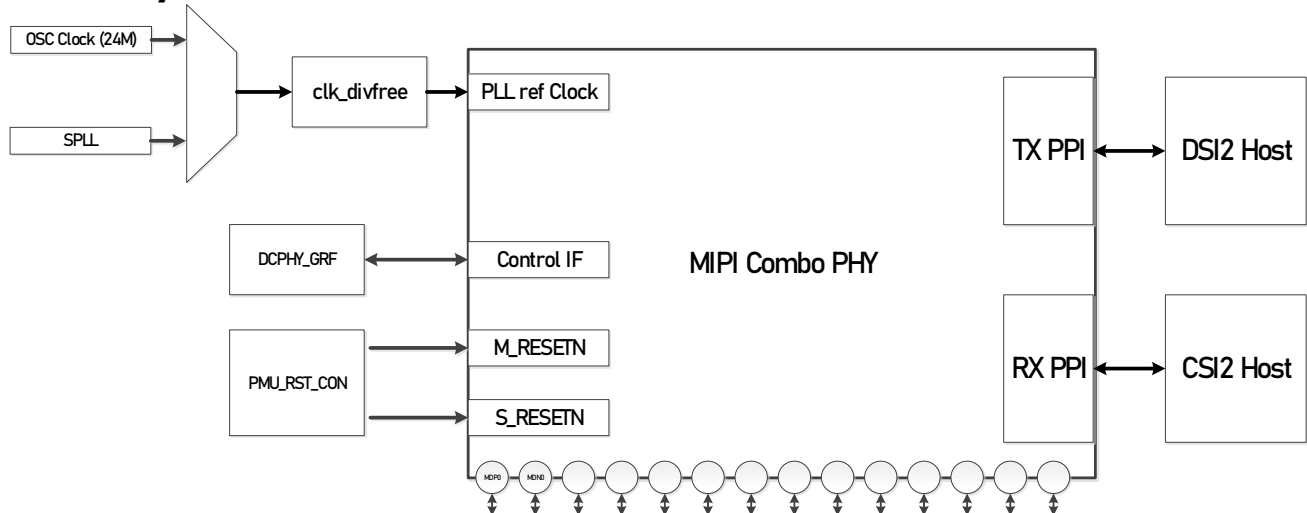 OSC Clock (24M)
SPLL
clk_divfree
PLL ref Clock
TX PPI
DSI2 Host
DCPHY_GRF
Control IF
MIPI Combo PHY
PMU_RST_CON
M_RESETN
S_RESETN
RX PPI
CSI2 Host
MDP0
MDN0